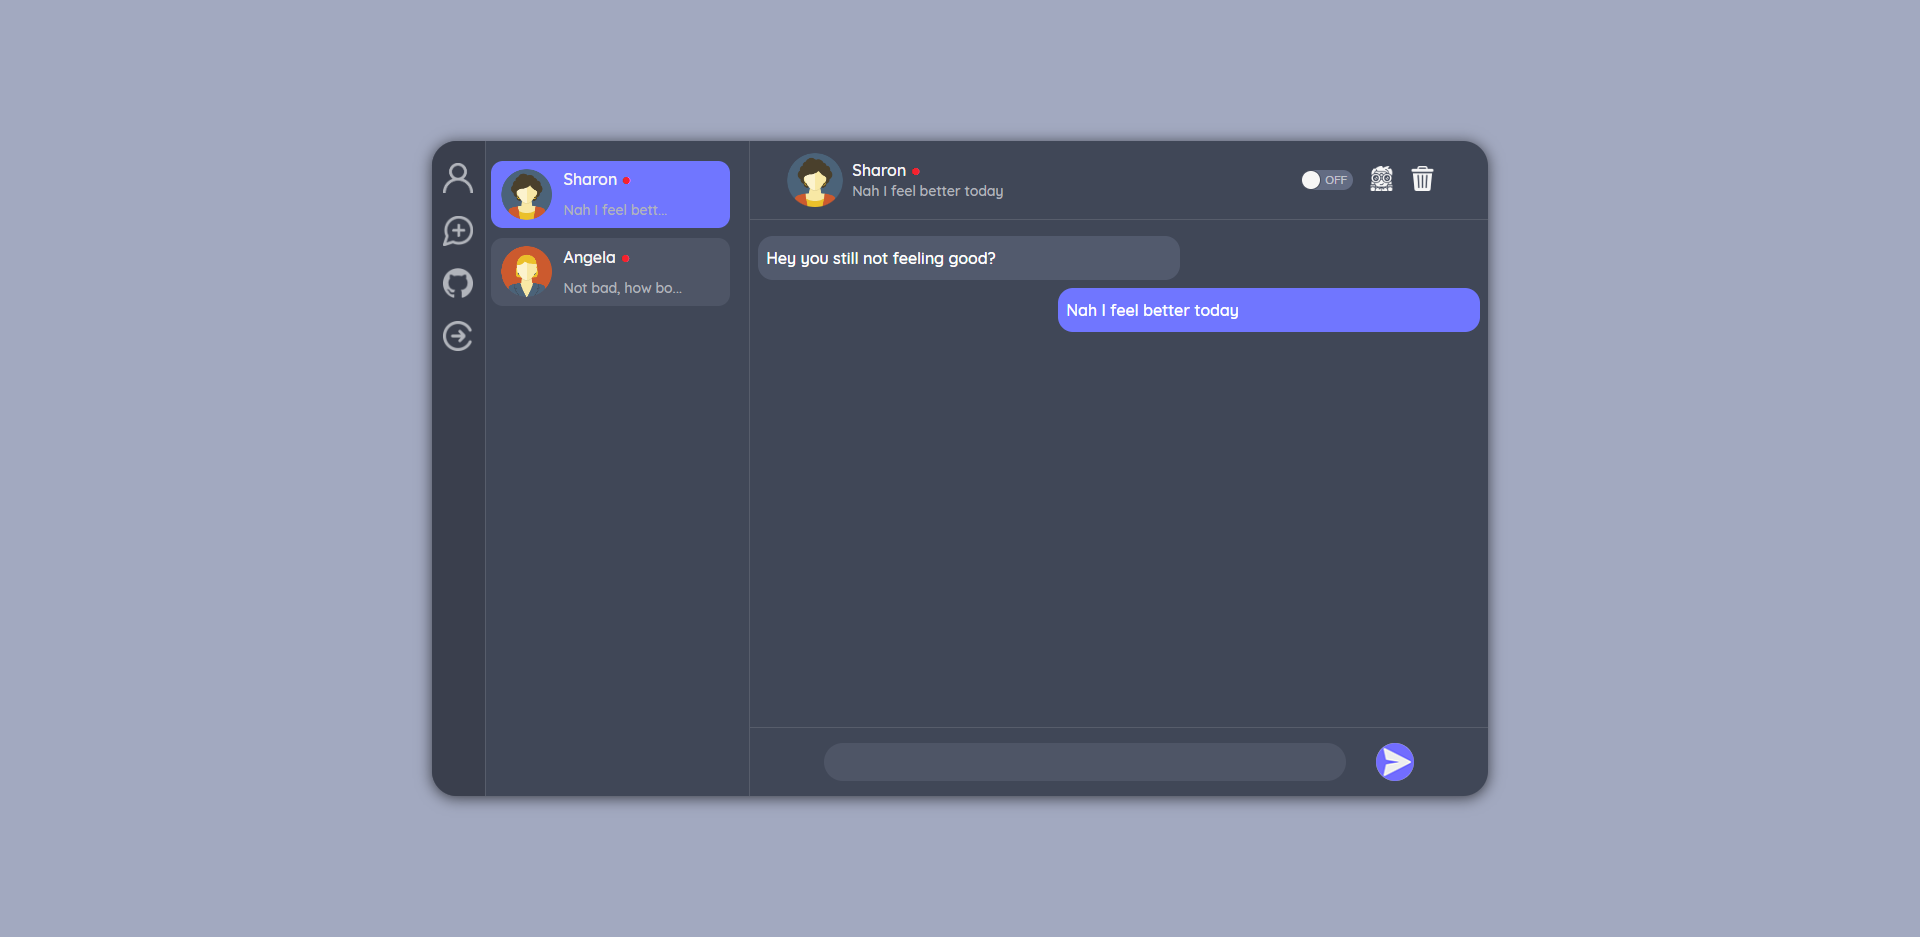 Sharon
Nah I feel bett...
Angela
Not bad, how bo...
Sharon
Nah I feel better today
OFF
Hey you still not feeling good?
Nah I feel better today